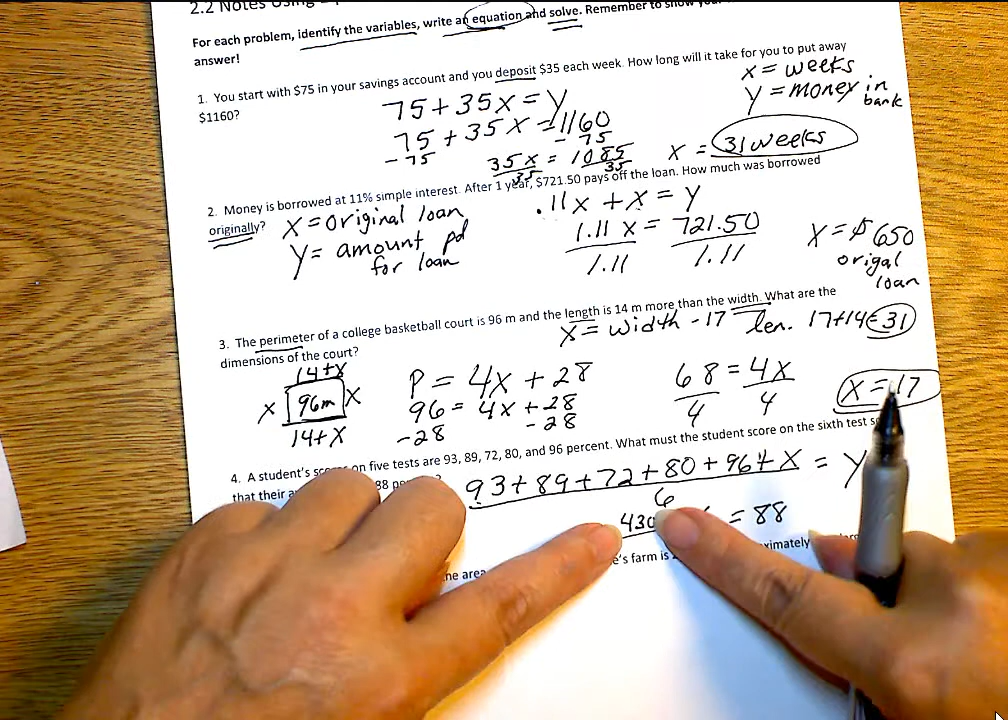 2.2 Notes
For each problem, identify the variables, write an equation and solve. Remember to show
answer!
1. You start with $75 in your savings account and you deposit $35 each week. How long will it take for you to put away
$1160?
75+35X=Y
75+35X=1160
-75 -75
35x = 1085
35 35
x = weeks
y = money in
bank
x = 31 weeks
2. Money is borrowed at 11% simple interest. After 1 year, $721.50 pays off the loan. How much was borrowed
originally?
X=original loan
Y= amount pd
for loan
.11x +x = Y
1.11 x = 721.50
1.11 1.11
X=$650
origal
loan
3. The perimeter of a college basketball court is 96 m and the length is 14 m more than the width. What are the
dimensions of the court?
X= width -17 len. 17+14=31
14+x
X 96m X
14+X
P = 4X + 28
96 = 4x + 28
-28 -28
68 = 4X
4 4
X=17
4. A student's on five tests are 93, 89, 72, 80, and 96 percent. What must the student score on the sixth test
that their
93+89+72+80+96+X = Y
6
430 = 88
the area farm is